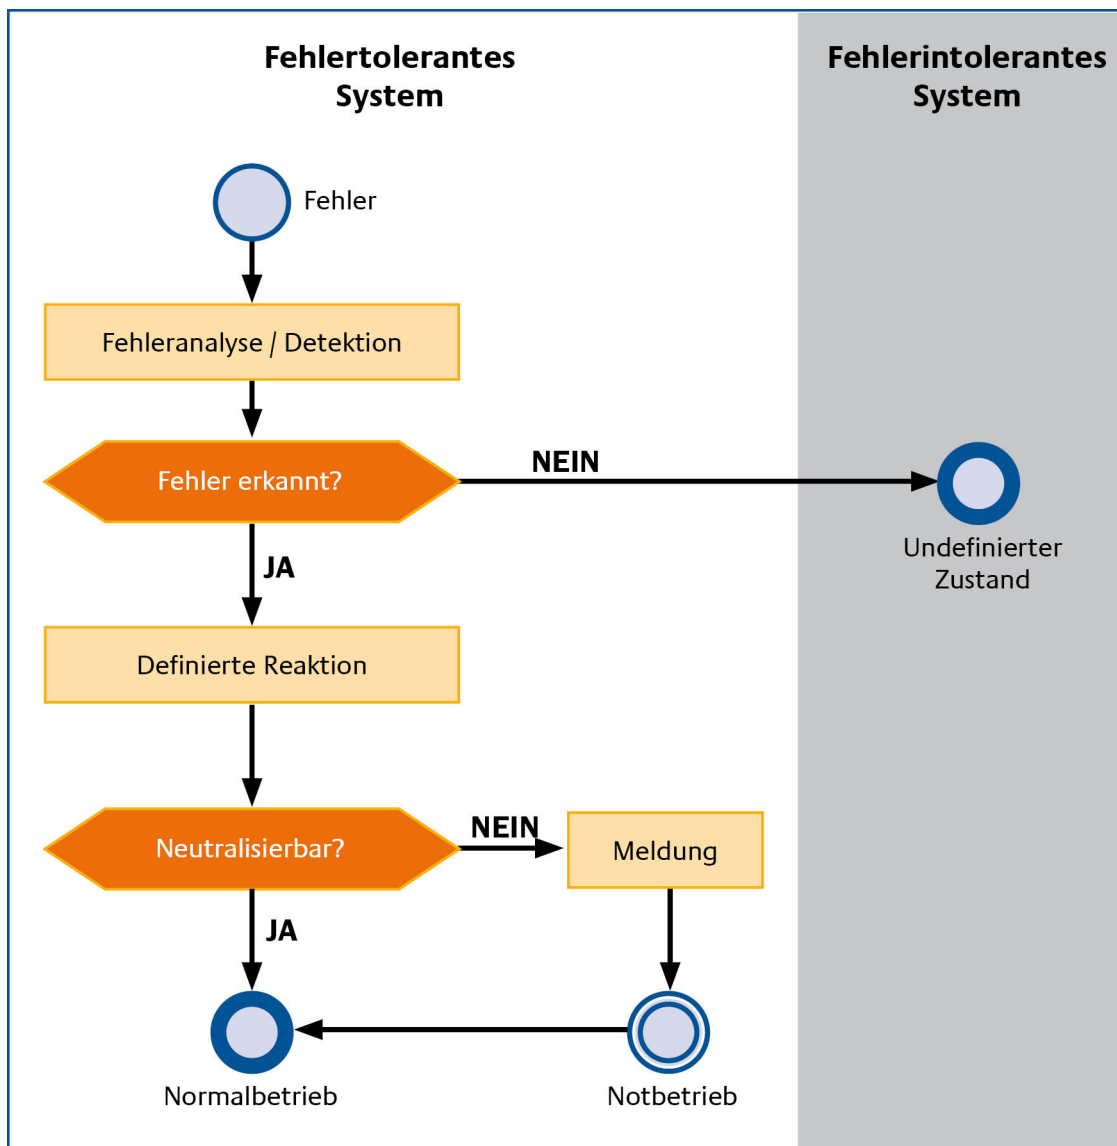 Fehlertolerantes
System
Fehlerintolerantes
System
Fehler
Fehleranalyse / Detektion
Fehler erkannt?
NEIN
Undefinierter
Zustand
JA
Definierte Reaktion
Neutralisierbar?
NEIN
Meldung
JA
Normalbetrieb
Notbetrieb